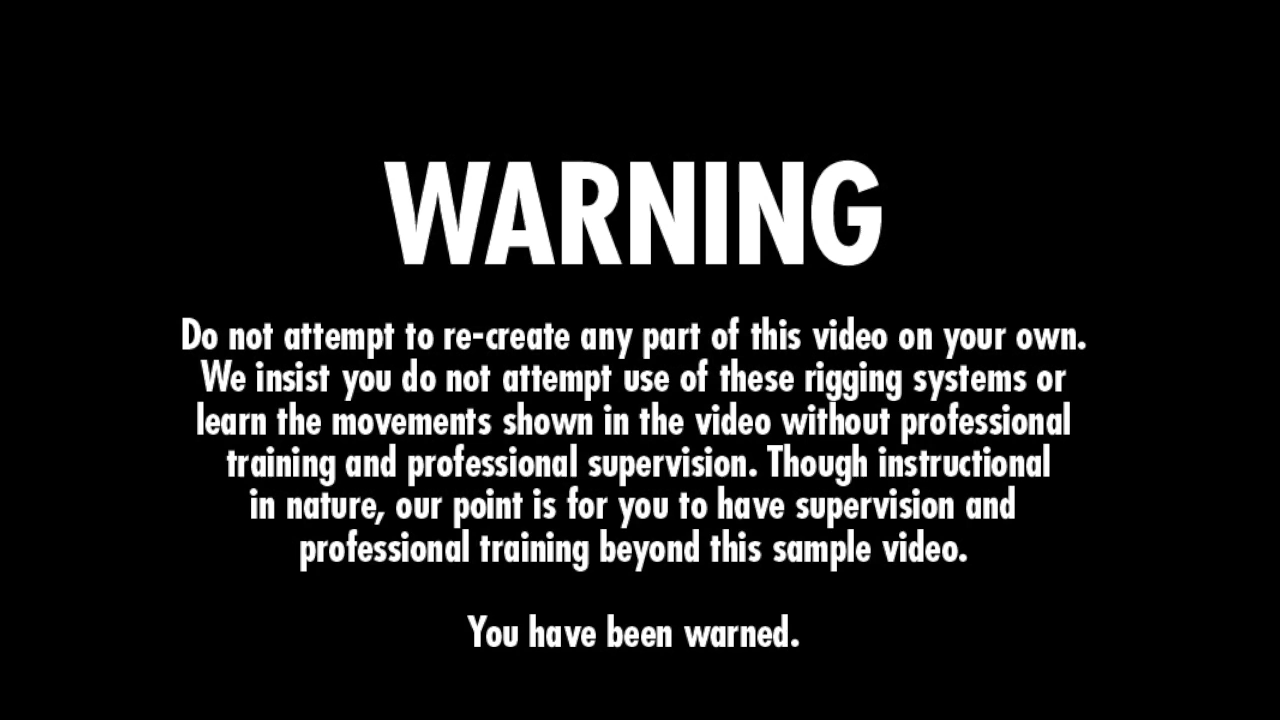 WARNING
Do not attempt to re-create any part of this video on your own.
We insist you do not attempt use of these rigging systems or
learn the movements shown in the video without professional
training and professional supervision. Though instructional
in nature, our point is for you to have supervision and
professional training beyond this sample video.
You have been warned.